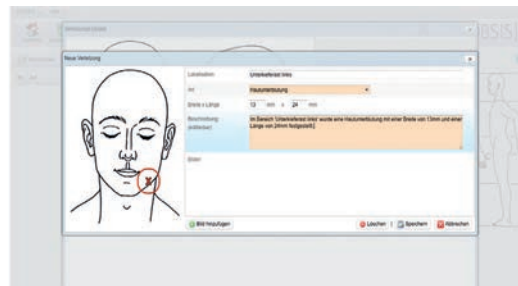 Neue Verletzung
Lokalisation:
Unterkieferast links
Art:
Hautunterblutung
Breite x Länge:
13 mm x 24 mm
Beschreibung
(editierbar):
Im Bereich 'Unterkieferast links' wurde eine Hautunterblutung mit einer Breite von 13mm und einer
Länge von 24mm festgestellt.
Bilder:
Bild hinzufügen
Löschen | Speichern Abbrechen